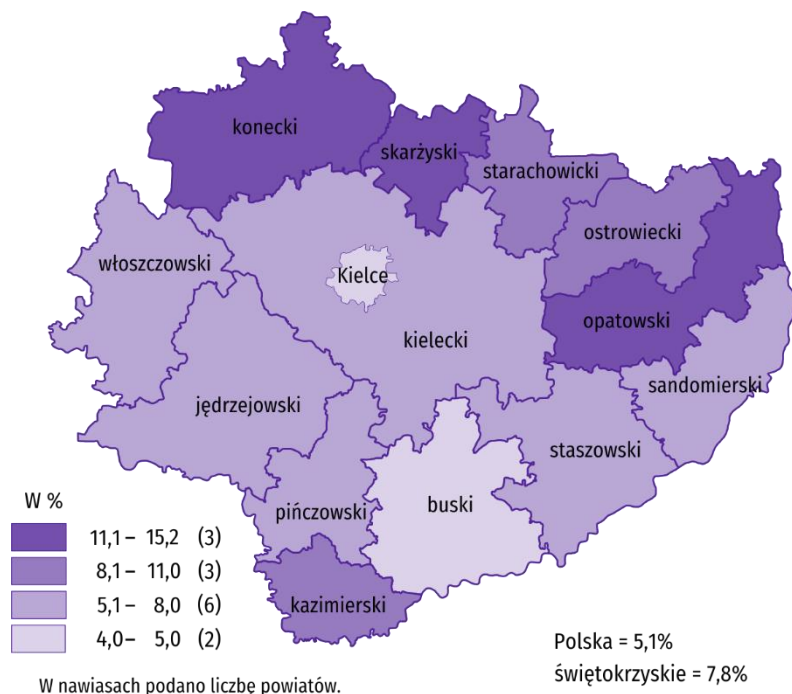 konecki
skarżyski
starachowicki
ostrowiecki
włoszczowski
Kielce
opatowski
kielecki
sandomierski
jędrzejowski
staszowski
W %
pińczowski
buski
11,1 – 15,2 (3)
8,1 – 11,0 (3)
5,1 – 8,0 (6)
kazimierski
4,0 – 5,0 (2)
Polska = 5,1%
świętokrzyskie = 7,8%
W nawiasach podano liczbę powiatów.